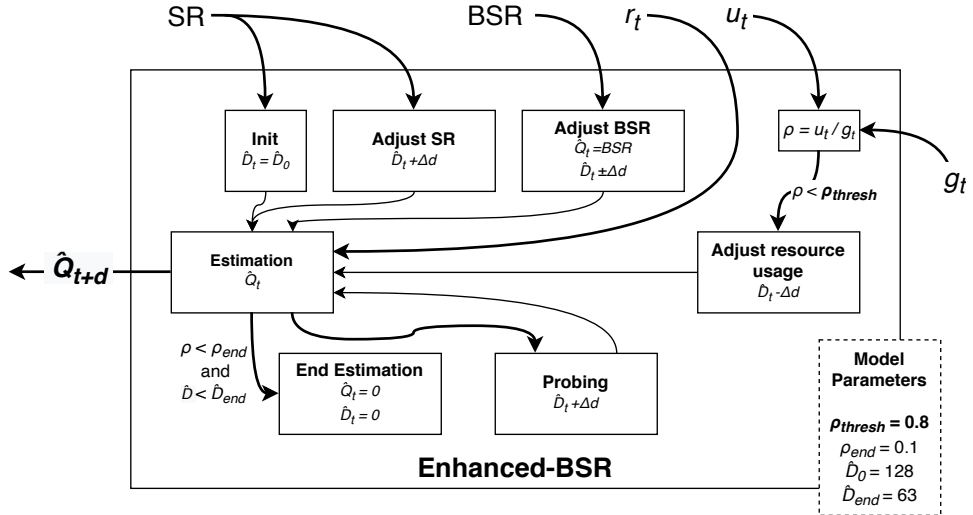 SR
BSR
r_t
u_t
Init
D̂_t = D̂_0
Adjust SR
D̂_t +Δd
Adjust BSR
Q̂_t =BSR
D̂_t ±Δd
ρ = u_t / g_t
g_t
ρ < ρ_thresh
Estimation
Q̂_t
Q̂_t+d
Adjust resource
usage
D̂_t -Δd
ρ < ρ_end
and
D̂ < D̂_end
End Estimation
Q̂_t = 0
D̂_t = 0
Probing
D̂_t +Δd
Enhanced-BSR
Model
Parameters
ρ_thresh = 0.8
ρ_end = 0.1
D̂_0 = 128
D̂_end = 63